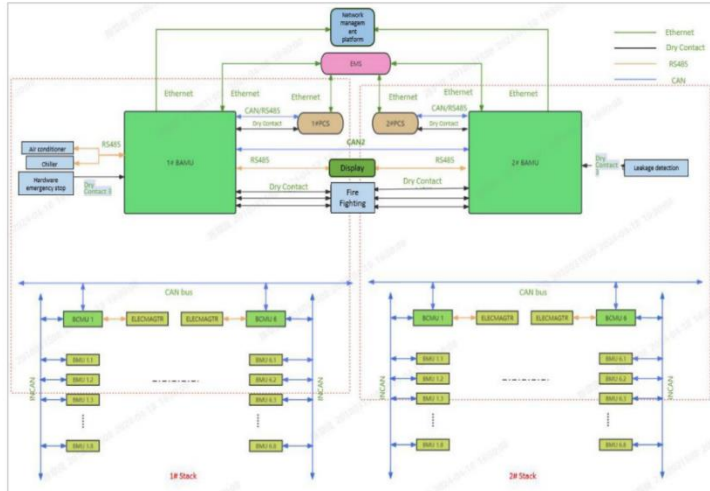 Network
managem
ent
platform
Ethernet
Dry Contact
RS485
CAN
EMS
Ethernet
Ethernet
Ethernet
Ethernet
Ethernet
Ethernet
CAN/RS485
1#PCS
2#PCS
CAN/RS485
Dry Contact
Dry Contact
CAN2
Air conditioner
RS485
Chiller
1# BAMU
RS485
Display
RS485
2# BAMU
Hardware
emergency stop
Dry
Contact 3
Dry Contact
Fire
Fighting
Dry Contact
Dry
Contact
Leakage detection
CAN bus
CAN bus
BCMU 1
ELECMAGTR
ELECMAGTR
BCMU 6
BCMU 1
ELECMAGTR
ELECMAGTR
BCMU 6
BMU 1.1
BMU 6.1
BMU 1.1
BMU 6.1
BMU 1.2
BMU 6.2
BMU 1.2
BMU 6.2
INCAN
INCAN
INCAN
INCAN
BMU 1.3
BMU 6.3
BMU 1.3
BMU 6.3
BMU 1.8
BMU 6.8
BMU 1.8
BMU 6.8
1# Stack
2# Stack